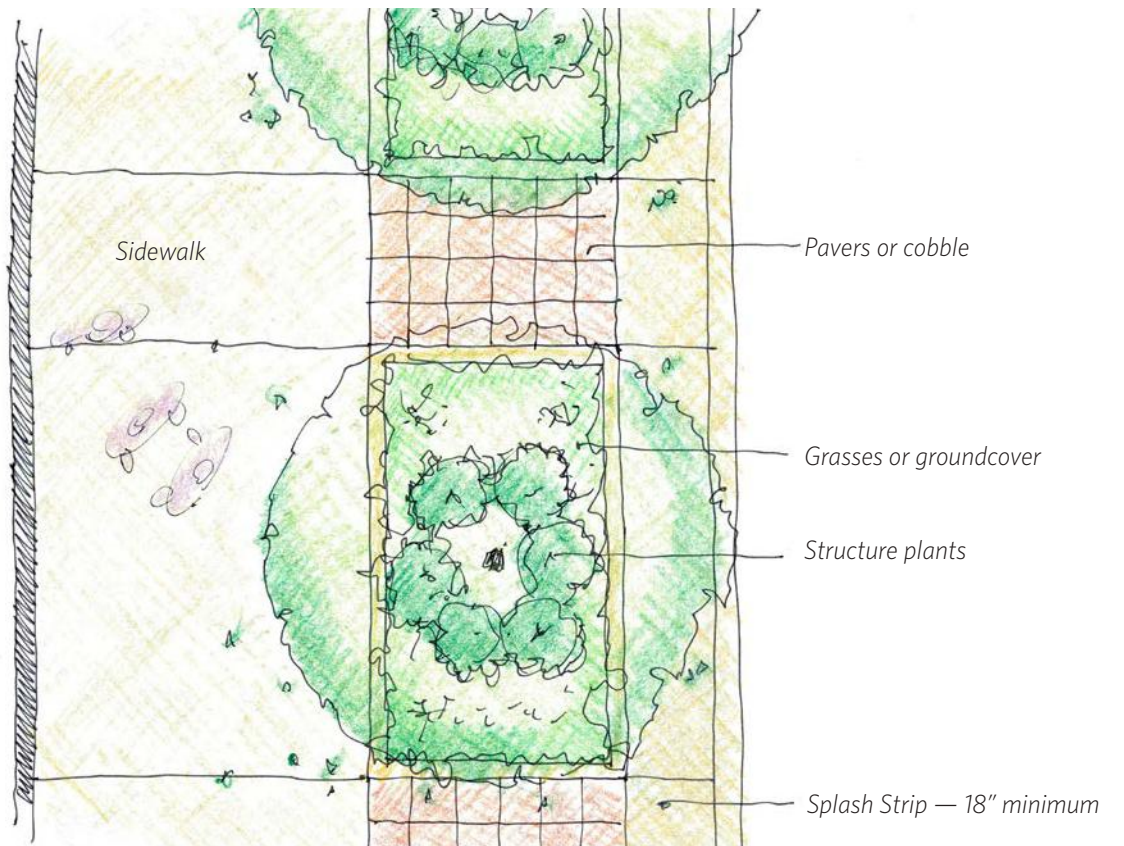 Sidewalk
Pavers or cobble
Grasses or groundcover
Structure plants
Splash Strip — 18” minimum